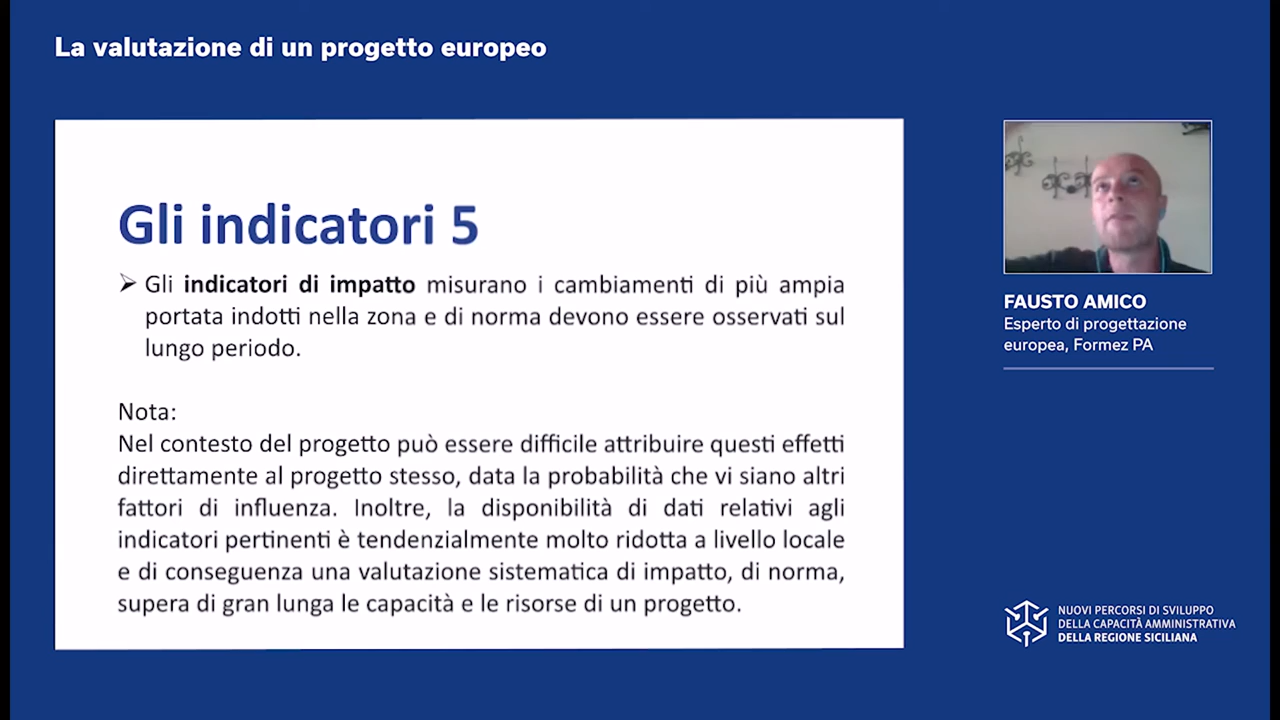 La valutazione di un progetto europeo
Gli indicatori 5
➢ Gli indicatori di impatto misurano i cambiamenti di più ampia
portata indotti nella zona e di norma devono essere osservati sul
lungo periodo.
Nota:
Nel contesto del progetto può essere difficile attribuire questi effetti
direttamente al progetto stesso, data la probabilità che vi siano altri
fattori di influenza. Inoltre, la disponibilità di dati relativi agli
indicatori pertinenti è tendenzialmente molto ridotta a livello locale
e di conseguenza una valutazione sistematica di impatto, di norma,
supera di gran lunga le capacità e le risorse di un progetto.
FAUSTO AMICO
Esperto di progettazione
europea, Formez PA
NUOVI PERCORSI DI SVILUPPO
DELLA CAPACITÀ AMMINISTRATIVA
DELLA REGIONE SICILIANA